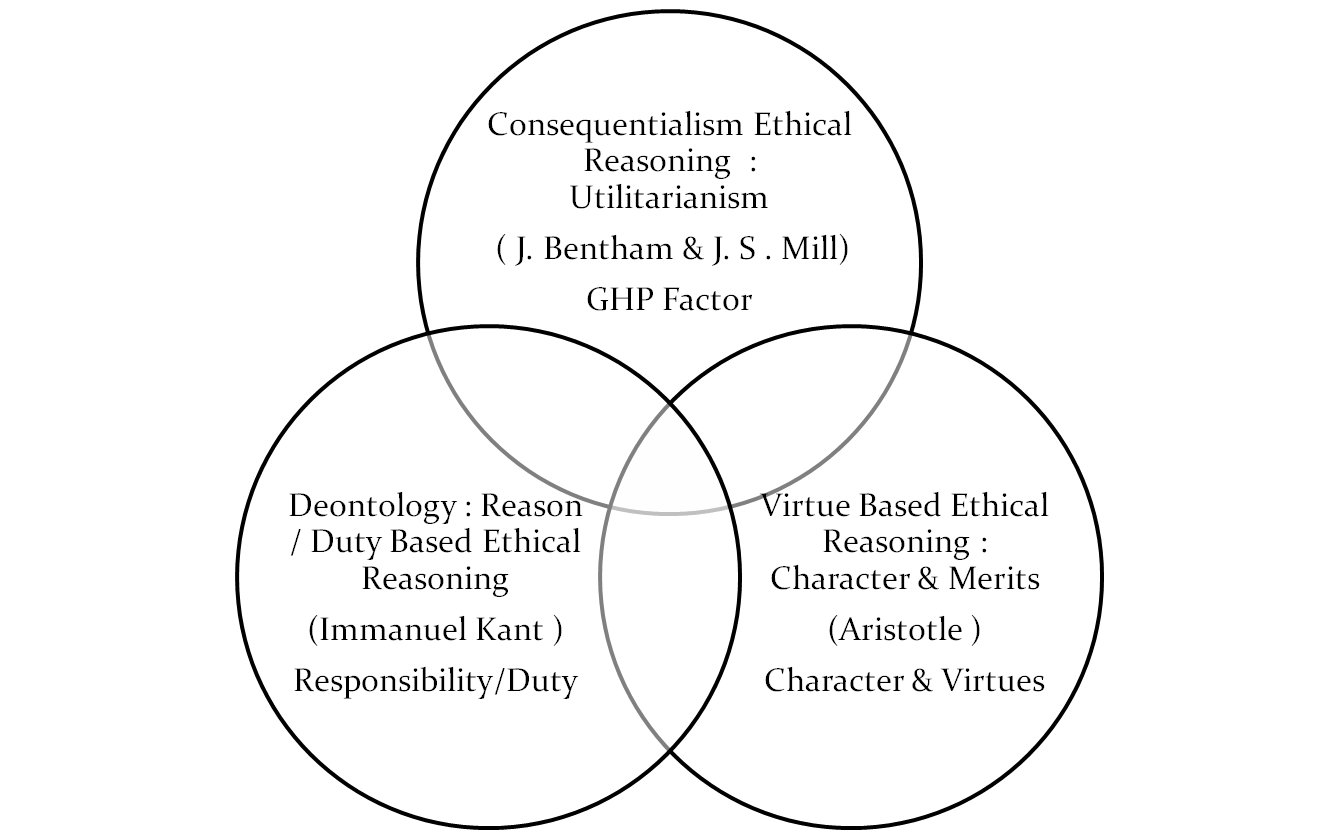 Consequentialism Ethical
Reasoning :
Utilitarianism
( J. Bentham & J. S . Mill)
GHP Factor
Deontology : Reason
/ Duty Based Ethical
Reasoning
(Immanuel Kant )
Responsibility/Duty
Virtue Based Ethical
Reasoning :
Character & Merits
(Aristotle )
Character & Virtues